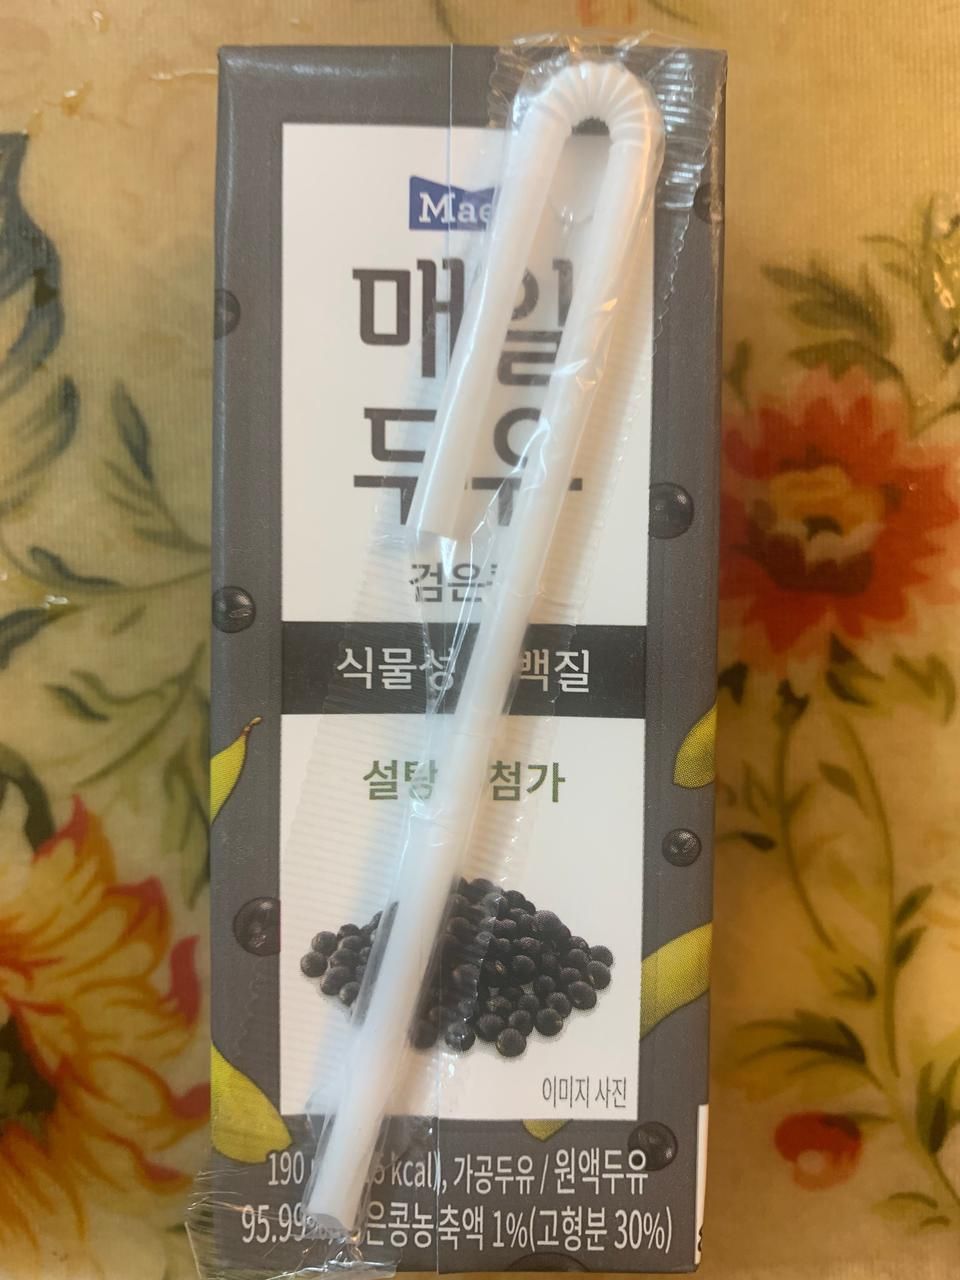 Mae
매일
두유
검은
식물성 백질
설탕 첨가
이미지 사진
190 kcal), 가공두유 / 원액두유
95.99% 은콩농축액 1%(고형분 30%)